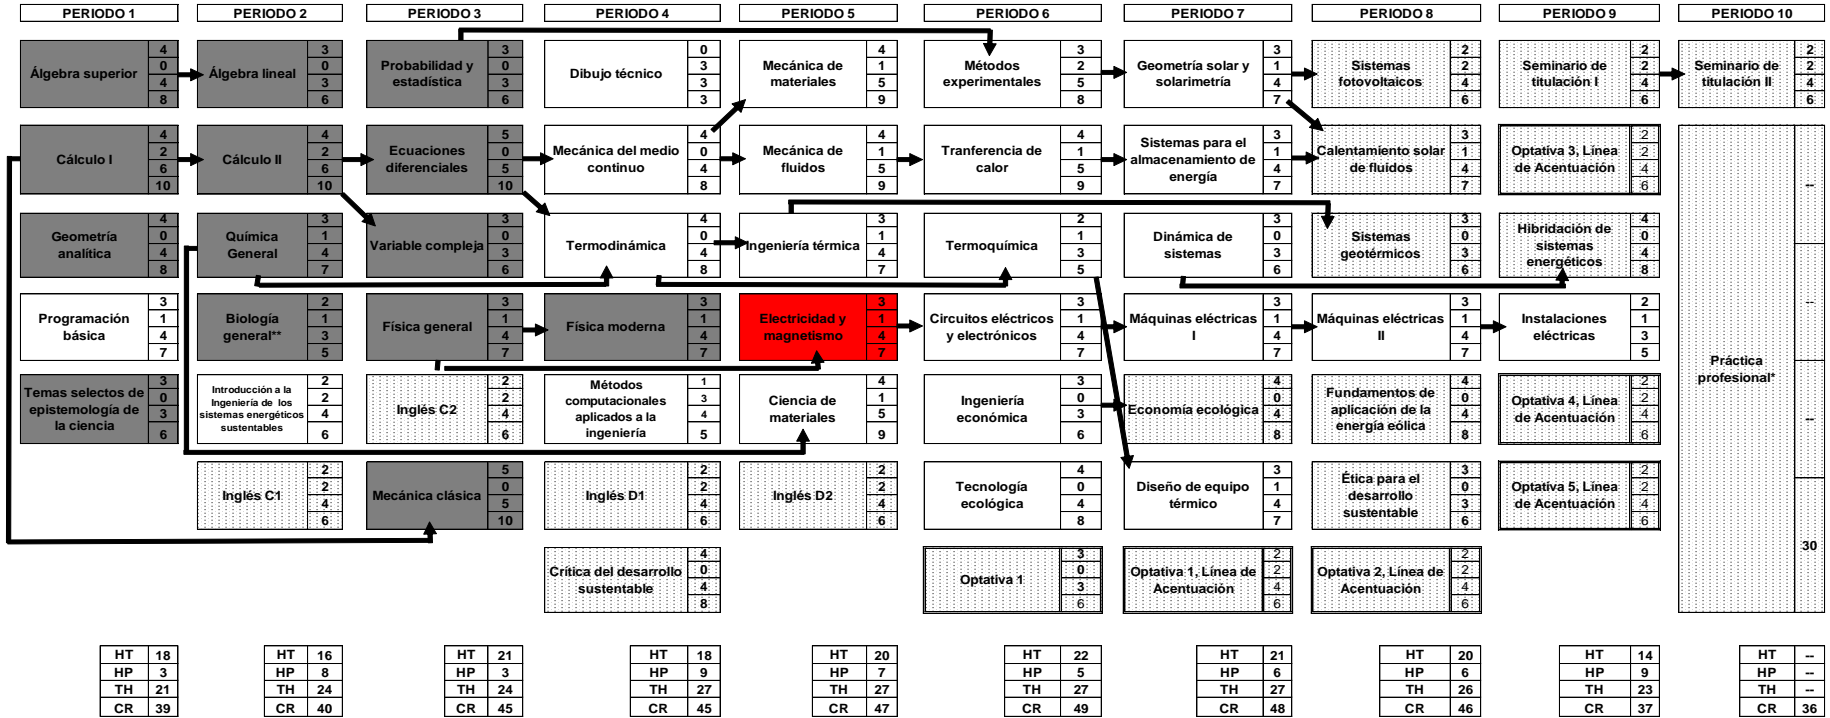 PERIODO 1
PERIODO 2
PERIODO 3
PERIODO 4
PERIODO 5
PERIODO 6
PERIODO 7
PERIODO 8
PERIODO 9
PERIODO 10
Álgebra superior
4
0
4
8
Álgebra lineal
3
0
3
6
Probabilidad y
estadística
3
0
3
6
Dibujo técnico
0
3
3
3
Mecánica de
materiales
4
1
5
9
Métodos
experimentales
3
2
5
8
Geometría solar y
solarimetría
3
1
4
7
Sistemas
fotovoltaicos
2
2
4
6
Seminario de
titulación I
2
2
4
6
Seminario de
titulación II
2
2
4
6
Cálculo I
4
2
6
10
Cálculo II
4
2
6
10
Ecuaciones
diferenciales
5
0
5
10
Mecánica del medio
continuo
4
0
4
8
Mecánica de
fluidos
4
1
5
9
Tranferencia de
calor
4
1
5
9
Sistemas para el
almacenamiento de
energía
3
1
4
7
Calentamiento solar
de fluidos
3
1
4
7
Optativa 3, Línea
de Acentuación
2
2
4
6
Práctica
profesional*
--
--
--
30
Geometría
analítica
4
0
4
8
Química
General
3
1
4
7
Variable compleja
3
0
3
6
Termodinámica
4
0
4
8
Ingeniería térmica
3
1
4
7
Termoquímica
2
1
3
5
Dinámica de
sistemas
3
0
3
6
Sistemas
geotérmicos
3
0
3
6
Hibridación de
sistemas
energéticos
4
0
4
8
Programación
básica
3
1
4
7
Biología
general**
2
1
3
5
Física general
3
1
4
7
Física moderna
3
1
4
7
Electricidad y
magnetismo
3
1
4
7
Circuitos eléctricos
y electrónicos
3
1
4
7
Máquinas eléctricas
I
3
1
4
7
Máquinas eléctricas
II
3
1
4
7
Instalaciones
eléctricas
2
1
3
5
Temas selectos de
epistemología de
la ciencia
3
0
3
6
Introducción a la
Ingeniería de los
sistemas energéticos
sustentables
2
2
4
6
Inglés C2
2
2
4
6
Métodos
computacionales
aplicados a la
ingeniería
1
3
4
5
Ciencia de
materiales
4
1
5
9
Ingeniería
económica
3
0
3
6
Economía ecológica
4
0
4
8
Fundamentos de
aplicación de la
energía eólica
4
0
4
8
Optativa 4, Línea
de Acentuación
2
2
4
6
Inglés C1
2
2
4
6
Mecánica clásica
5
0
5
10
Inglés D1
2
2
4
6
Inglés D2
2
2
4
6
Tecnología
ecológica
4
0
4
8
Diseño de equipo
térmico
3
1
4
7
Ética para el
desarrollo
sustentable
3
0
3
6
Optativa 5, Línea
de Acentuación
2
2
4
6
Crítica del desarrollo
sustentable
4
0
4
8
Optativa 1
3
0
3
6
Optativa 1, Línea de
Acentuación
2
2
4
6
Optativa 2, Línea de
Acentuación
2
2
4
6
HT 18
HP 3
TH 21
CR 39
HT 16
HP 8
TH 24
CR 40
HT 21
HP 3
TH 24
CR 45
HT 18
HP 9
TH 27
CR 45
HT 20
HP 7
TH 27
CR 47
HT 22
HP 5
TH 27
CR 49
HT 21
HP 6
TH 27
CR 48
HT 20
HP 6
TH 26
CR 46
HT 14
HP 9
TH 23
CR 37
HT --
HP --
TH --
CR 36